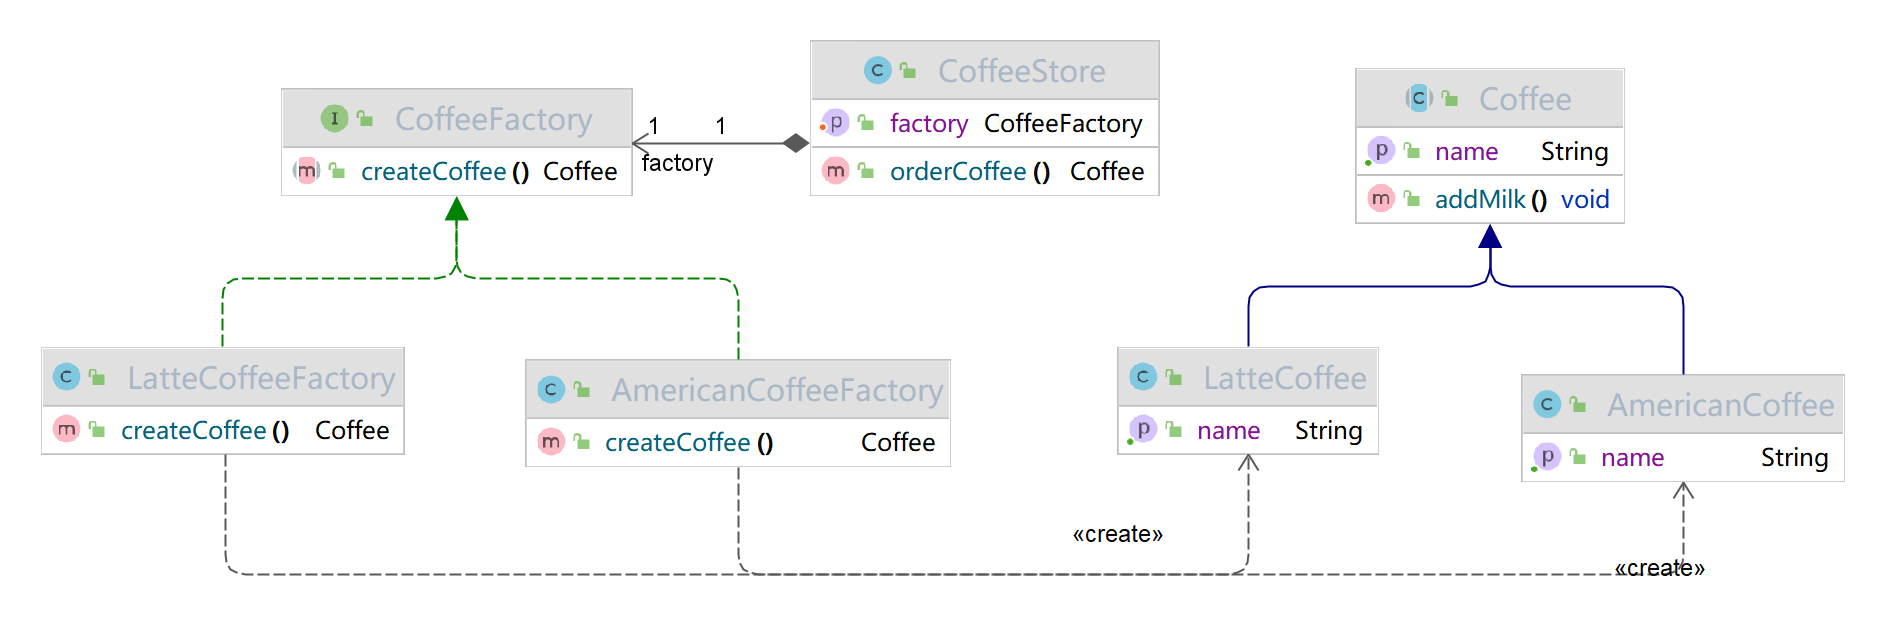 I CoffeeFactory
m createCoffee () Coffee
1 1
factory
C CoffeeStore
p factory CoffeeFactory
m orderCoffee () Coffee
C Coffee
p name String
m addMilk () void
C LatteCoffeeFactory
m createCoffee () Coffee
C AmericanCoffeeFactory
m createCoffee () Coffee
C LatteCoffee
p name String
C AmericanCoffee
p name String
«create»
«create»